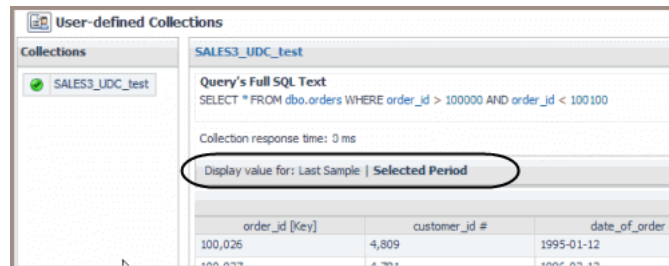 User-defined Collections
Collections
SALES3_UDC_test
SALES3_UDC_test
Query's Full SQL Text
SELECT * FROM dbo.orders WHERE order_id > 100000 AND order_id < 100100
Collection response time: 0 ms
Display value for: Last Sample | Selected Period
order_id [Key] customer_id # date_of_order
100,026 4,809 1995-01-12